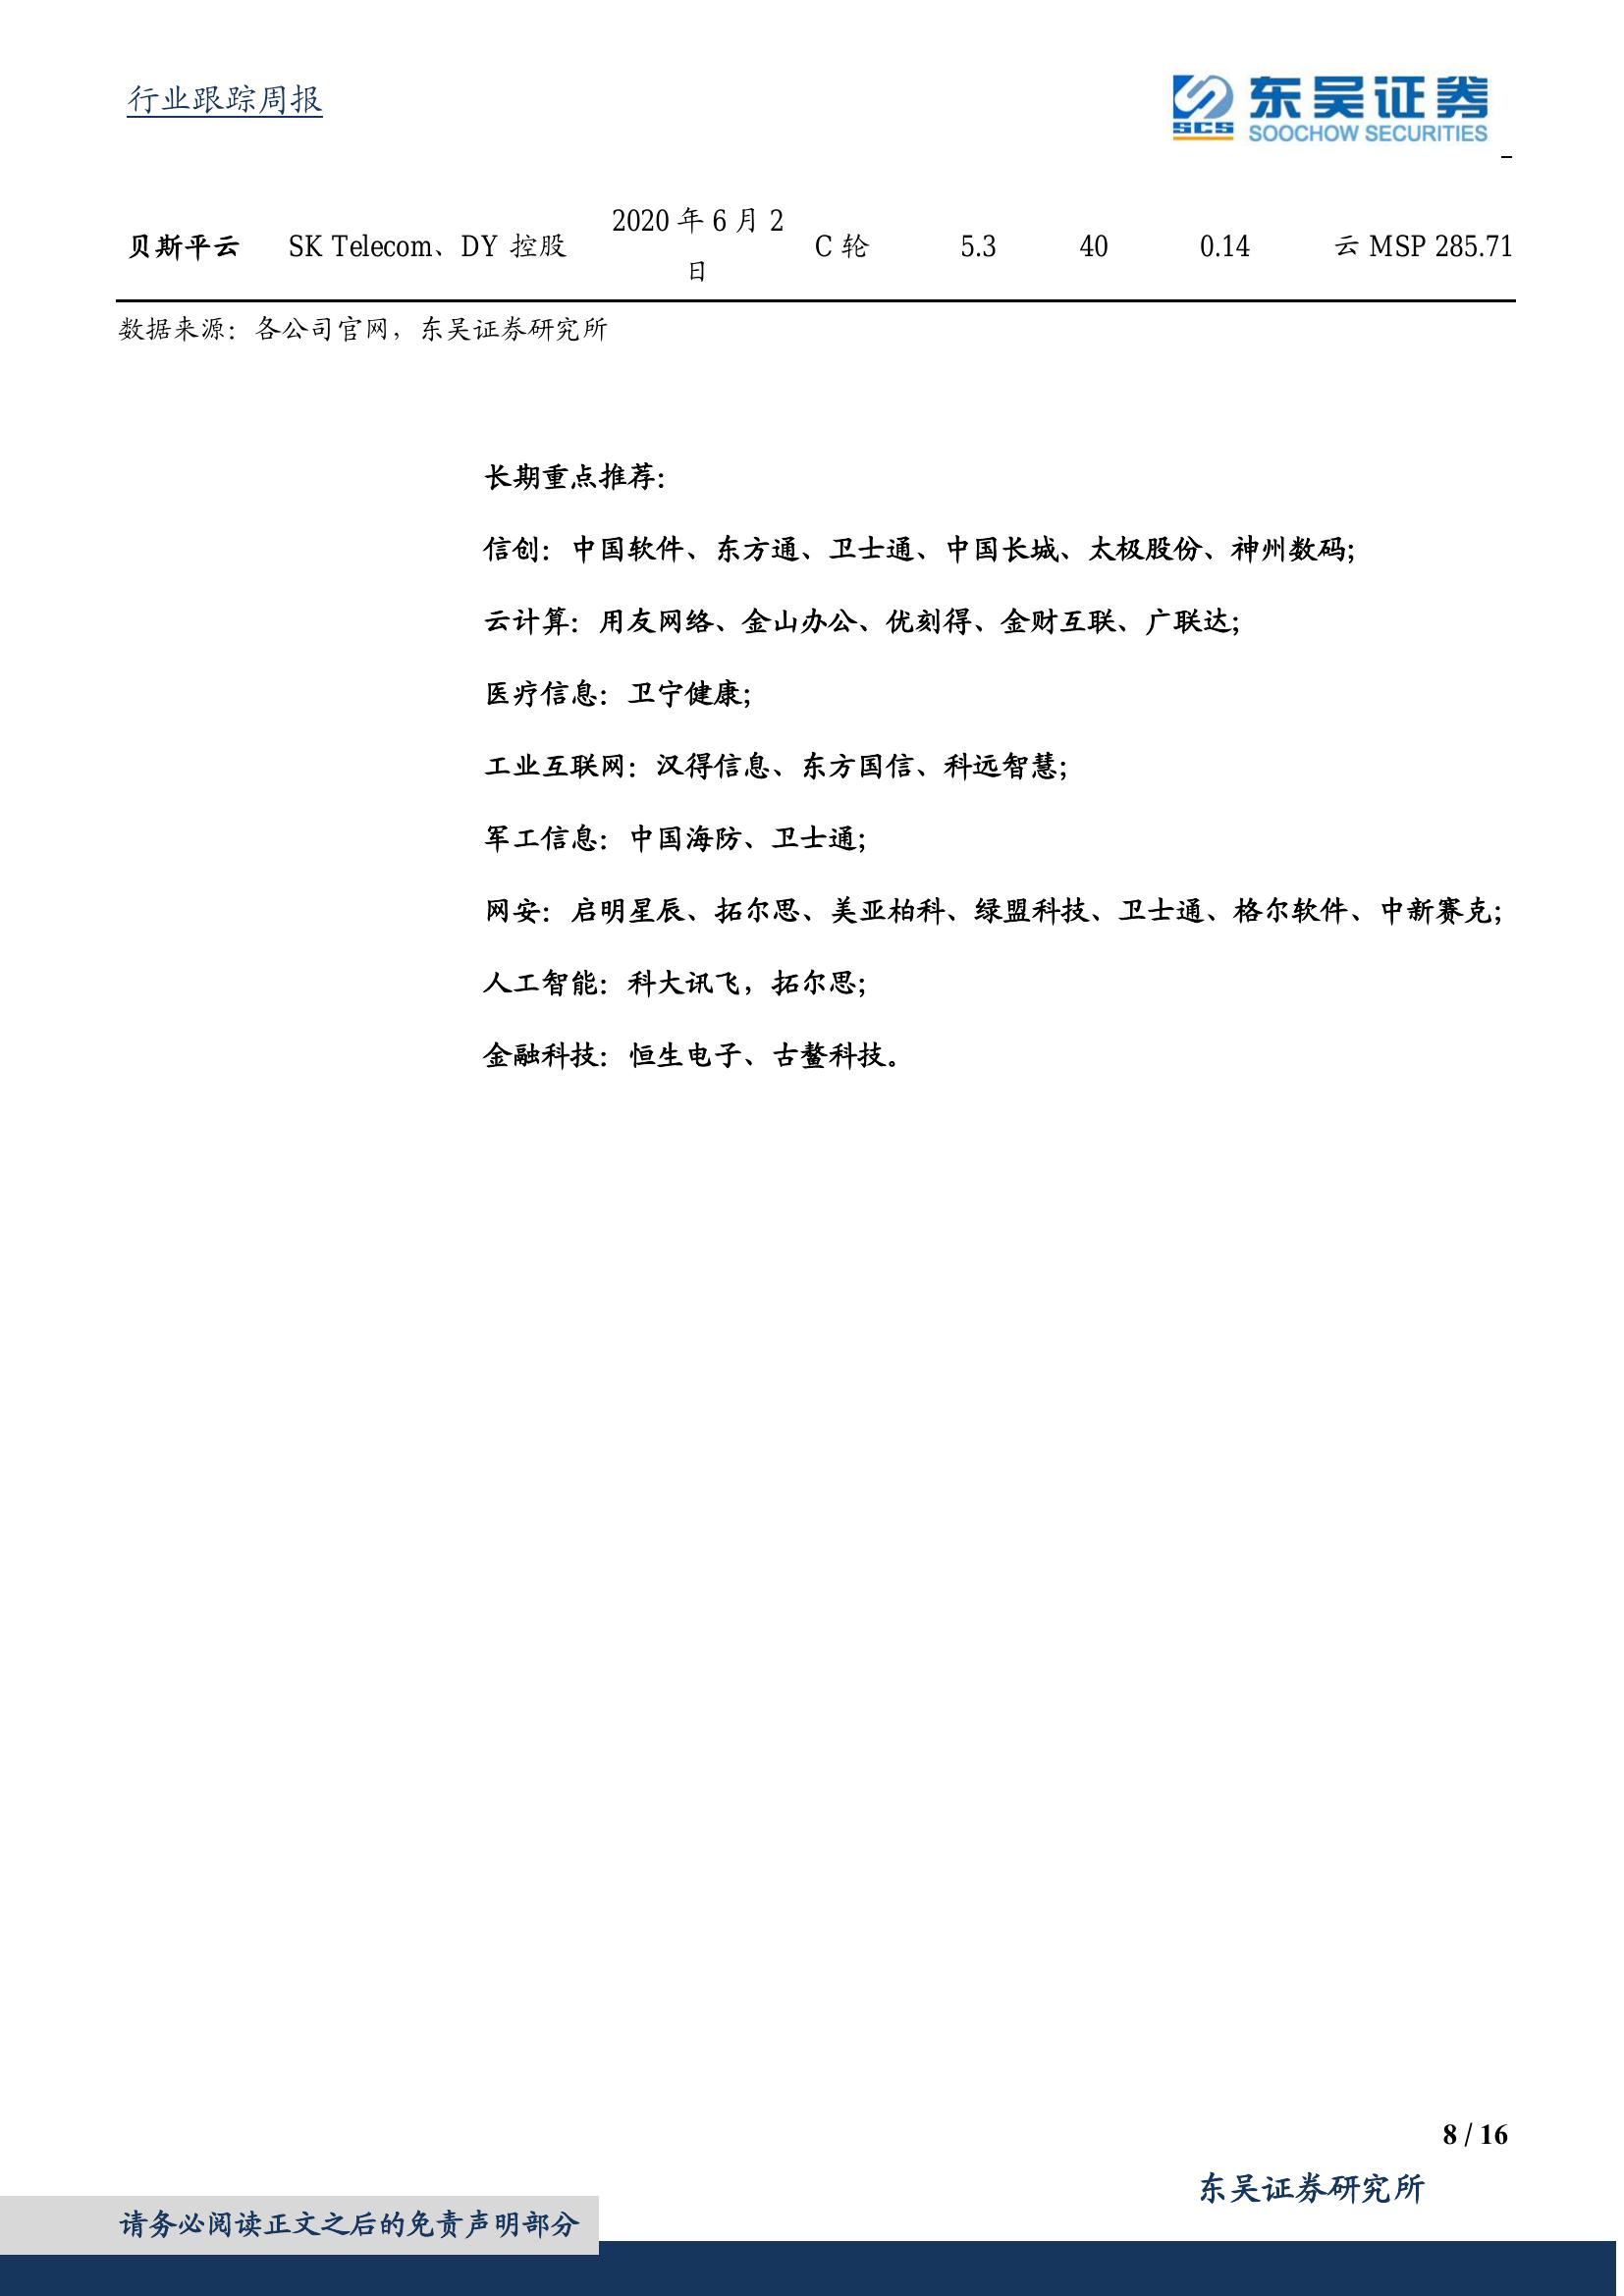 行业跟踪周报
东吴证券
SCS
SOOCHOW SECURITIES
贝斯平云 SK Telecom、DY 控股 2020 年 6 月 2 日 C 轮 5.3 40 0.14 云 MSP 285.71
数据来源：各公司官网，东吴证券研究所
长期重点推荐：
信创：中国软件、东方通、卫士通、中国长城、太极股份、神州数码；
云计算：用友网络、金山办公、优刻得、金财互联、广联达；
医疗信息：卫宁健康；
工业互联网：汉得信息、东方国信、科远智慧；
军工信息：中国海防、卫士通；
网安：启明星辰、拓尔思、美亚柏科、绿盟科技、卫士通、格尔软件、中新赛克；
人工智能：科大讯飞，拓尔思；
金融科技：恒生电子、古鳌科技。
8 / 16
东吴证券研究所
请务必阅读正文之后的免责声明部分